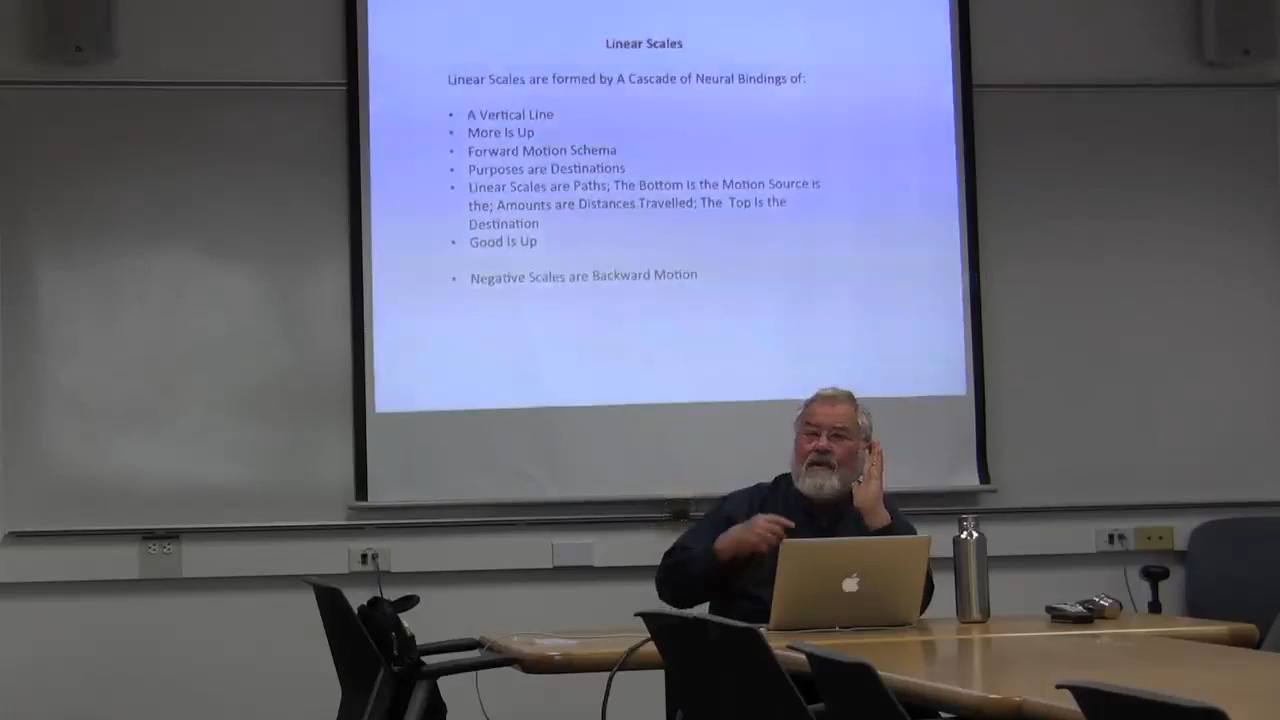 Linear Scales
Linear Scales are formed by A Cascade of Neural Bindings of:
• A Vertical Line
• More Is Up
• Forward Motion Schema
• Purposes are Destinations
• Linear Scales are Paths; The Bottom is the Motion Source is
the; Amounts are Distances Travelled; The Top Is the
Destination
• Good Is Up
• Negative Scales are Backward Motion